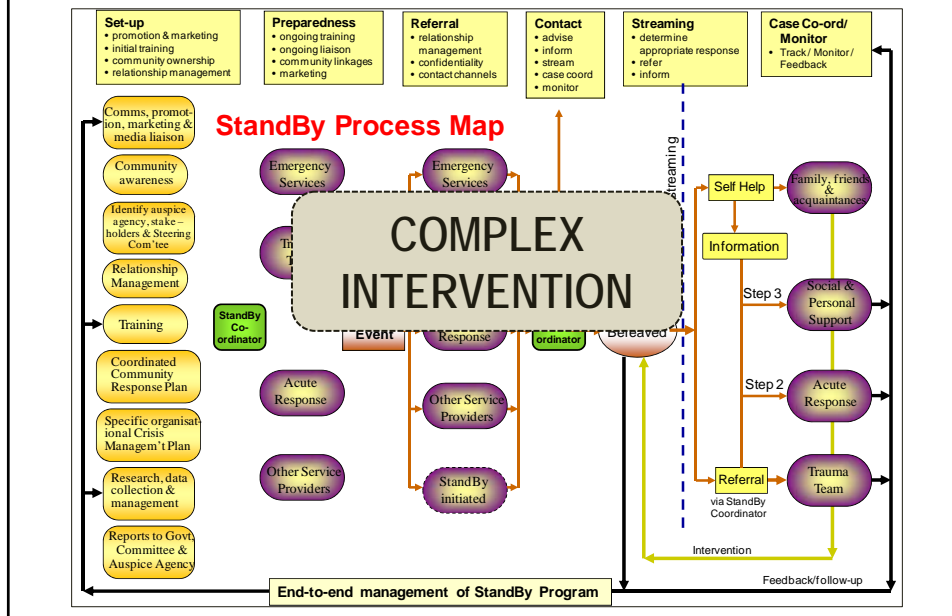 Set-up
• promotion & marketing
• initial training
• community ownership
• relationship management
Preparedness
• ongoing training
• ongoing liaison
• community linkages
• marketing
Referral
• relationship
management
• confidentiality
• contact channels
Contact
• advise
• inform
• stream
• case coord
• monitor
Streaming
• determine
appropriate response
• refer
• inform
Case Co-ord/
Monitor
• Track / Monitor /
Feedback
StandBy Process Map
Comms, promot-
ion, marketing &
media liaison
Community
awareness
Identify auspice
agency, stake –
holders & Steering
Com'tee
Relationship
Management
Training
Coordinated
Community
Response Plan
Specific organisat-
ional Crisis
Managem't Plan
Research, data
collection &
management
Reports to Govt,
Committee &
Auspice Agency
StandBy
Co-
ordinator
Emergency
Services
Acute
Response
Other Service
Providers
Event
Emergency
Services
Response
Other Service
Providers
StandBy
initiated
COMPLEX
INTERVENTION
ordinator
Bereaved
Streaming
Self Help
Information
Step 3
Step 2
Referral
via StandBy
Coordinator
Family, friends
&
acquaintances
Social &
Personal
Support
Acute
Response
Trauma
Team
Intervention
Feedback/follow-up
End-to-end management of StandBy Program